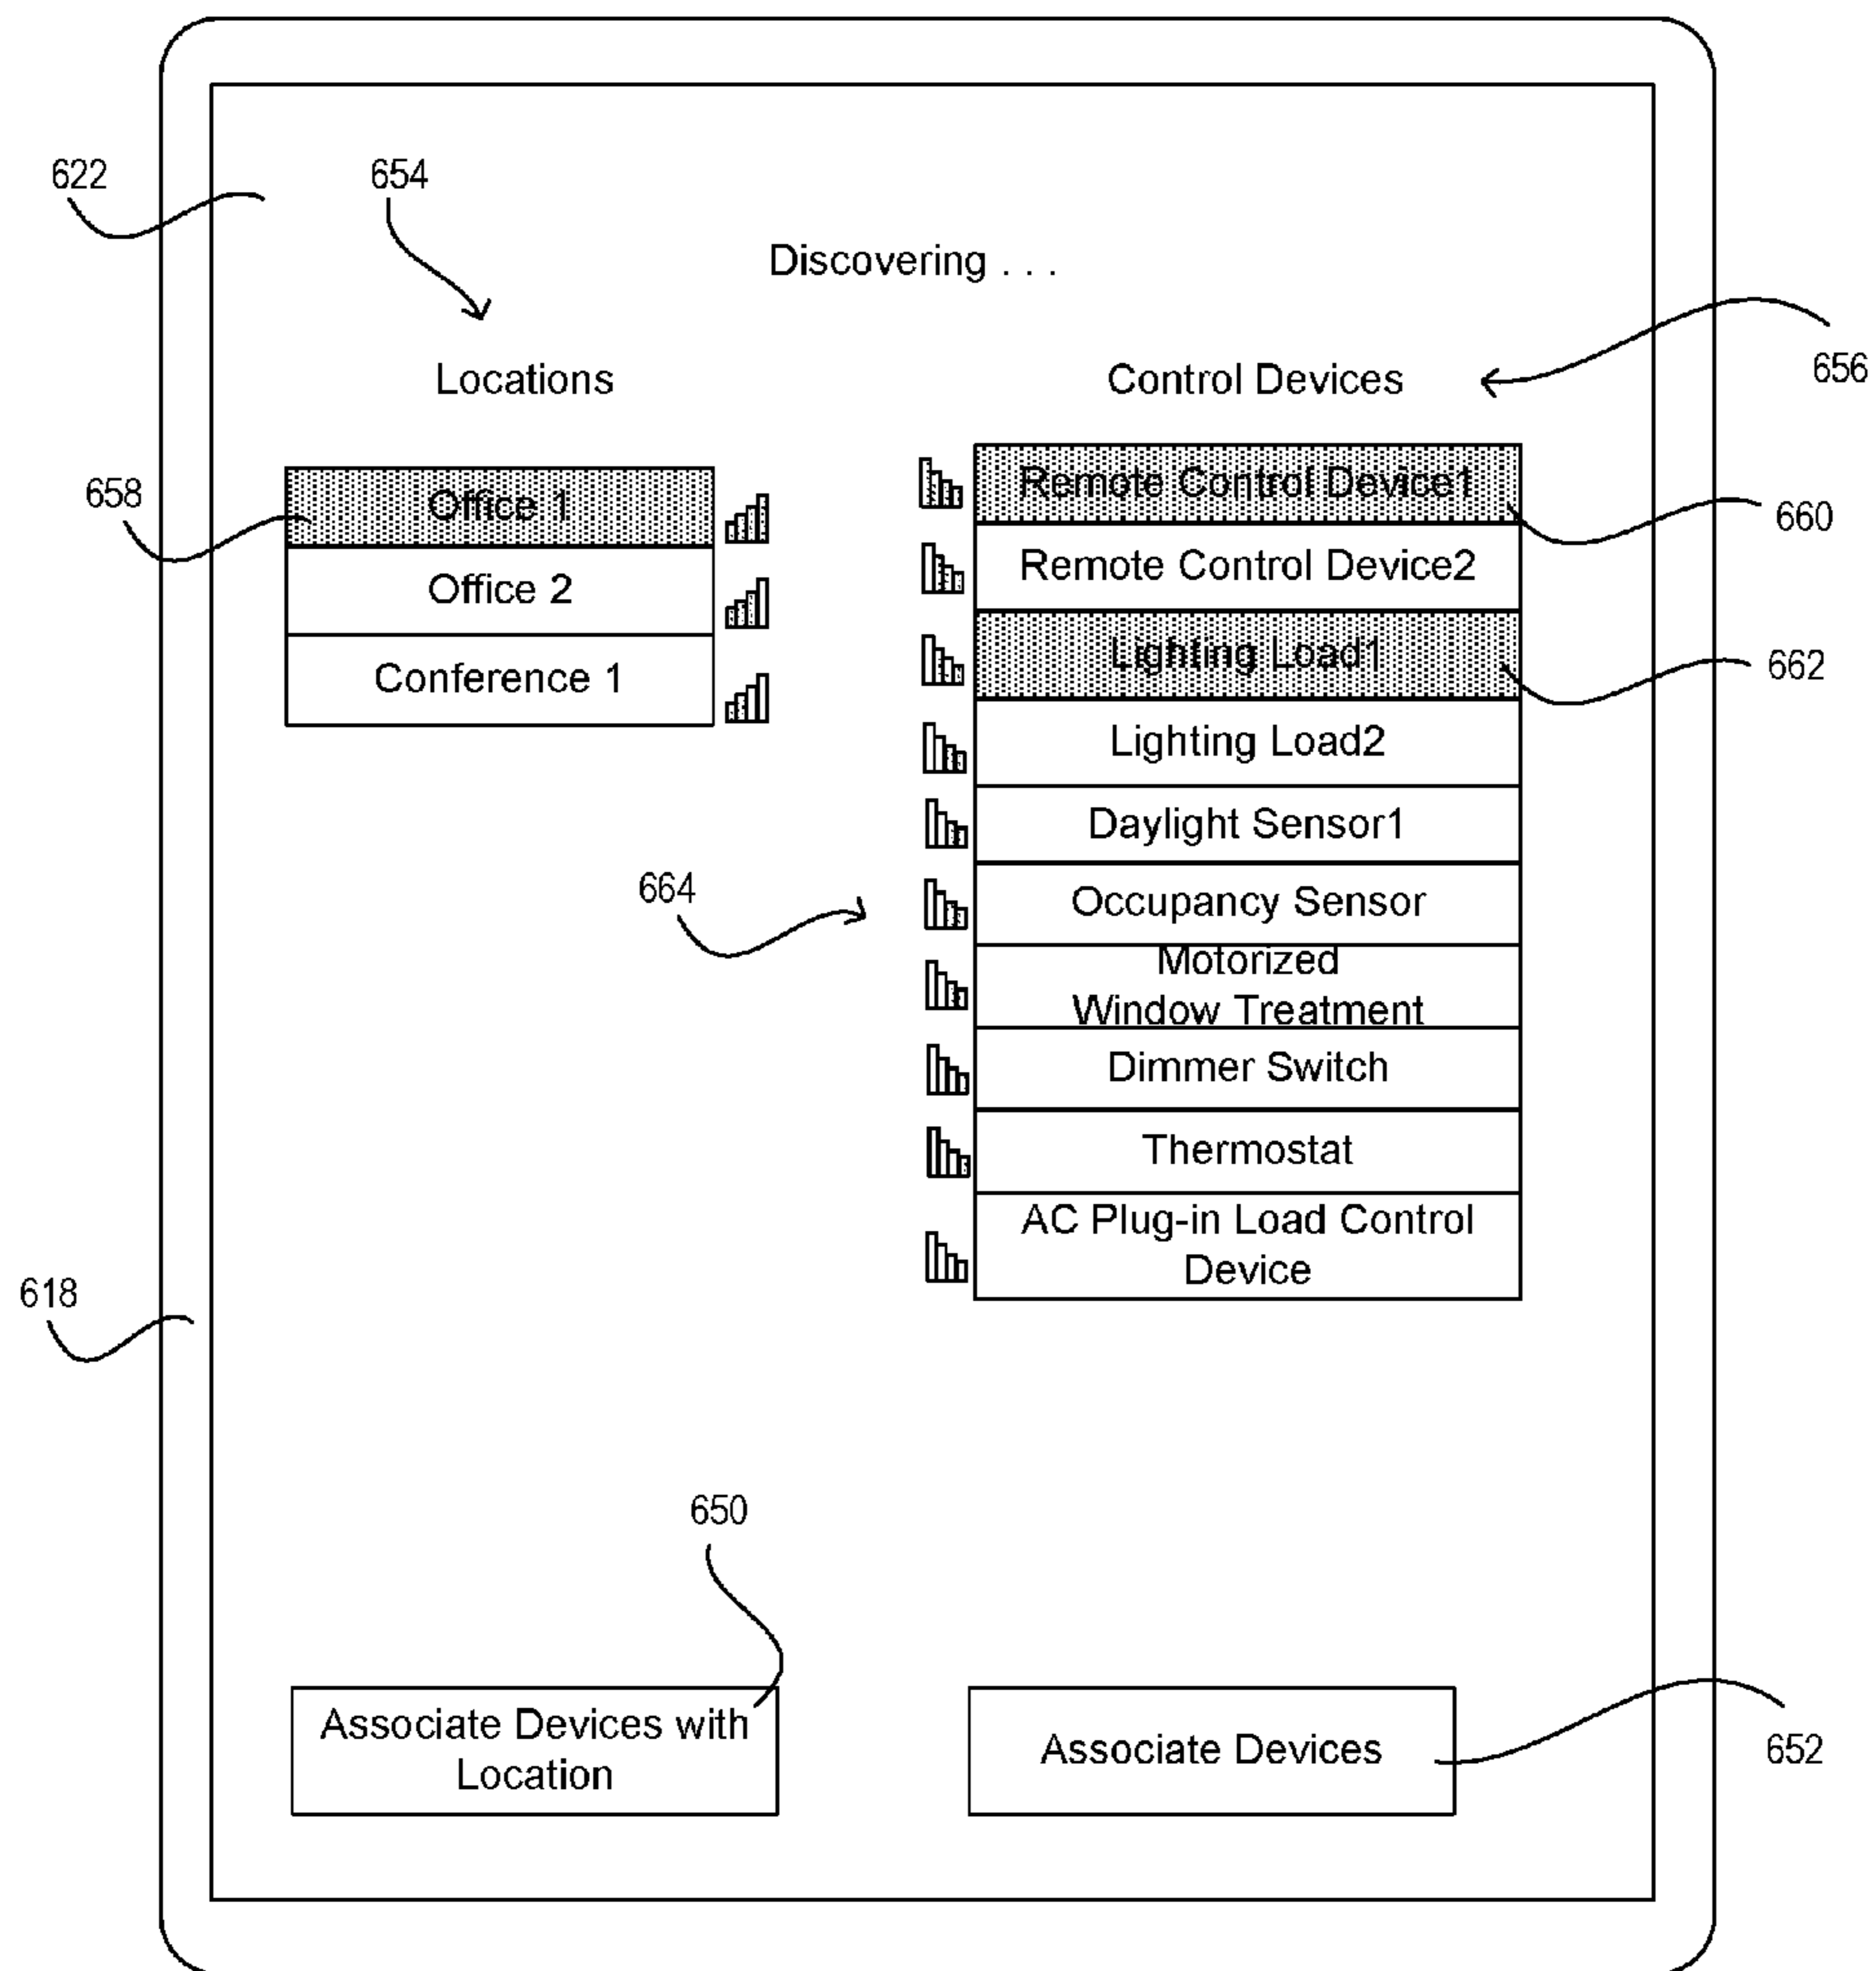 622
654
Discovering . . .
656
Locations
Control Devices
658
Office 1
Office 2
Conference 1
Remote Control Device1
660
Remote Control Device2
Lighting Load1
662
Lighting Load2
Daylight Sensor1
664
Occupancy Sensor
Motorized
Window Treatment
Dimmer Switch
Thermostat
AC Plug-in Load Control
Device
618
650
Associate Devices with
Location
Associate Devices
652